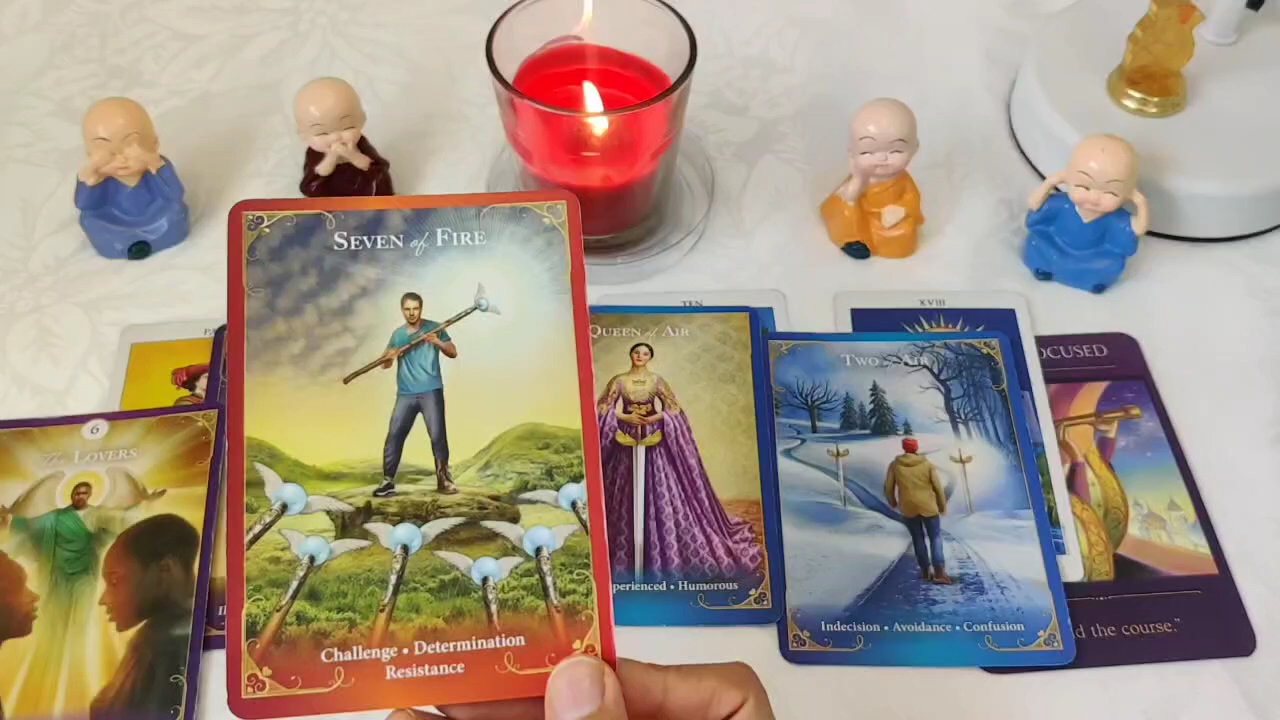 SEVEN of FIRE
Challenge • Determination
Resistance
6
The LOVERS
TEN
QUEEN of AIR
perienced • Humorous
XVIII
TWO of AIR
Indecision • Avoidance • Confusion
OCUSED
d the course."